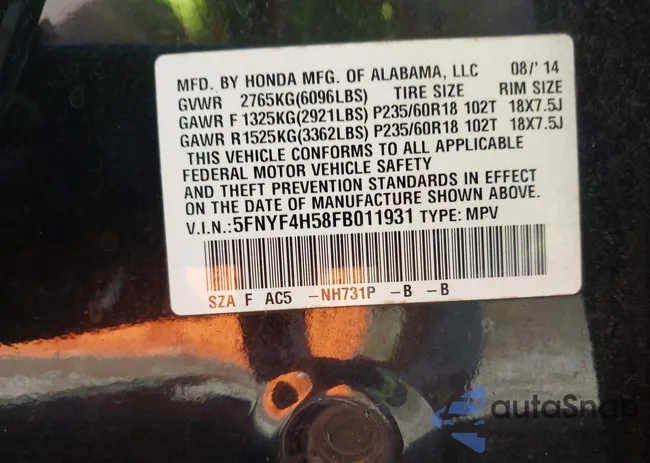 MFD. BY HONDA MFG. OF ALABAMA, LLC 08/' 14
GVWR 2765KG(6096LBS) TIRE SIZE RIM SIZE
GAWR F 1325KG(2921LBS) P235/60R18 102T 18X7.5J
GAWR R1525KG(3362LBS) P235/60R18 102T 18X7.5J
THIS VEHICLE CONFORMS TO ALL APPLICABLE
FEDERAL MOTOR VEHICLE SAFETY
AND THEFT PREVENTION STANDARDS IN EFFECT
ON THE DATE OF MANUFACTURE SHOWN ABOVE.
V.I.N.:5FNYF4H58FB011931 TYPE: MPV
SZA F AC5 -NH731P -B -B
autoSnap